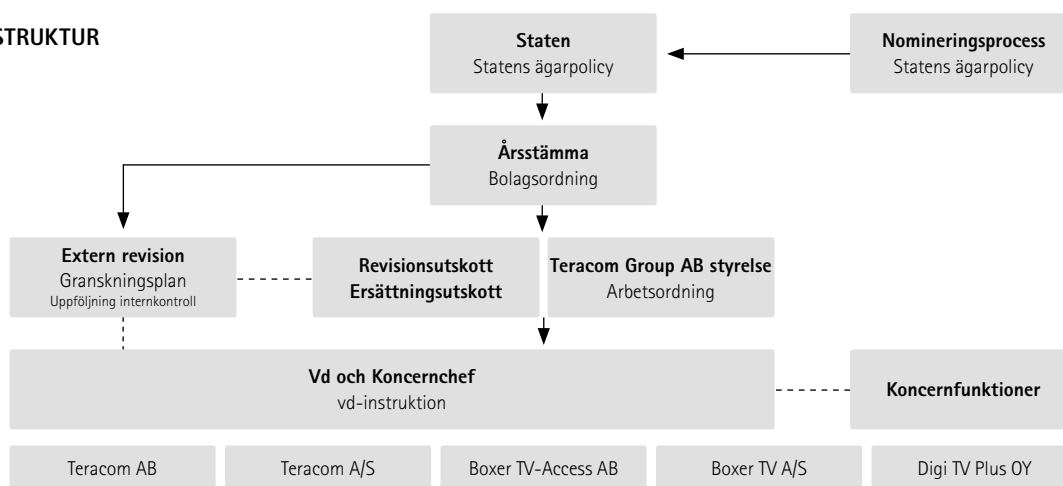 STRUKTUR
Staten
Statens ägarpolicy
Nomineringsprocess
Statens ägarpolicy
Årsstämma
Bolagsordning
Extern revision
Granskningsplan
Uppföljning internkontroll
Revisionsutskott
Ersättningsutskott
Teracom Group AB styrelse
Arbetsordning
Vd och Koncernchef
vd-instruktion
Koncernfunktioner
Teracom AB
Teracom A/S
Boxer TV-Access AB
Boxer TV A/S
Digi TV Plus OY